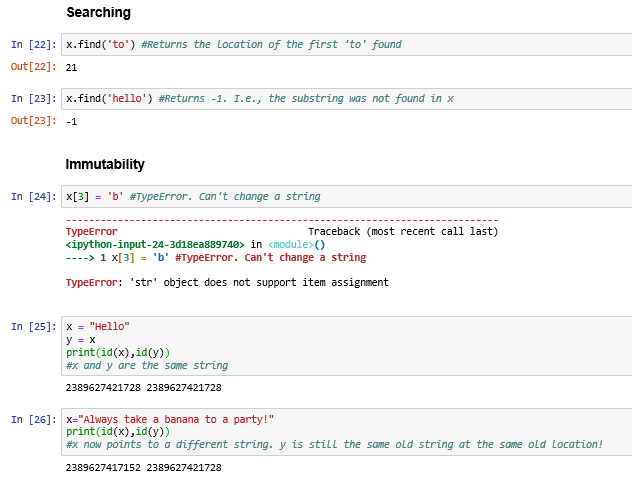 Searching
In [22]: x.find('to') #Returns the location of the first 'to' found
Out[22]: 21
In [23]: x.find('hello') #Returns -1. I.e., the substring was not found in x
Out[23]: -1
Immutability
In [24]: x[3] = 'b' #TypeError. Can't change a string
---------------------------------------------------------------------------
TypeError                                 Traceback (most recent call last)
<ipython-input-24-3d18ea889740> in <module>()
----> 1 x[3] = 'b' #TypeError. Can't change a string
TypeError: 'str' object does not support item assignment
In [25]: x = "Hello"
y = x
print(id(x),id(y))
#x and y are the same string
2389627421728 2389627421728
In [26]: x="Always take a banana to a party!"
print(id(x),id(y))
#x now points to a different string. y is still the same old string at the same old location!
2389627417152 2389627421728